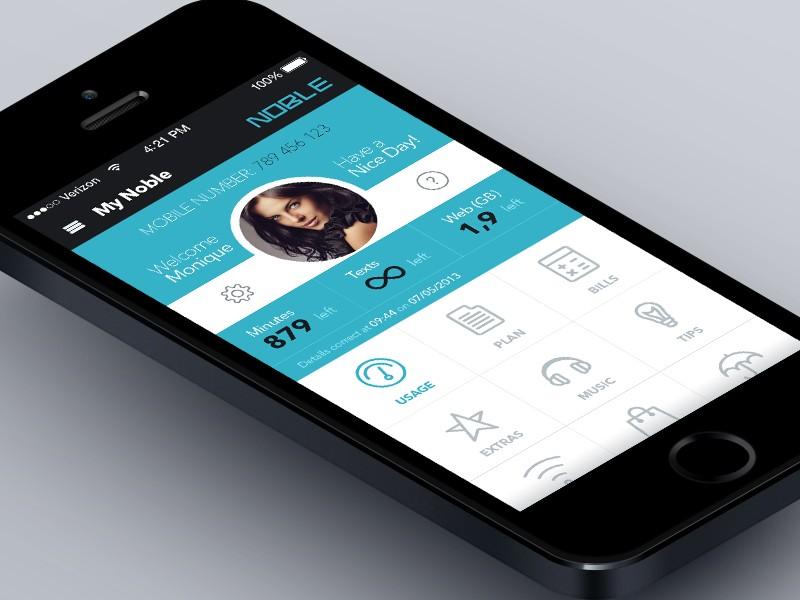 Verizon 4:21 PM 100%
My Noble NOBLE
MOBILE NUMBER: 789 456 123
Welcome Monique
Have a Nice Day!
?
Minutes
879 left
Texts
∞ left
Web (GB)
1,9 left
Details correct at 09:44 on 07/05/2013
USAGE
PLAN
BILLS
EXTRAS
MUSIC
TIPS